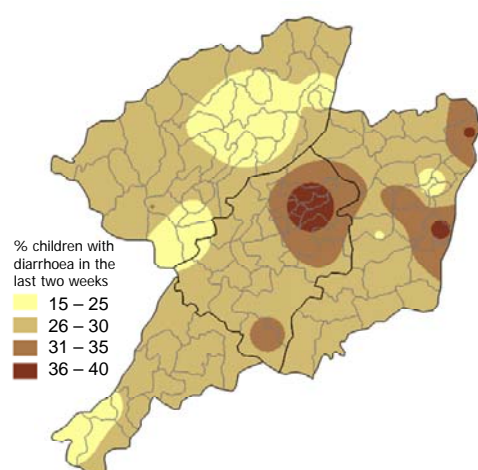 % children with
diarrhoea in the
last two weeks
15 – 25
26 – 30
31 – 35
36 – 40